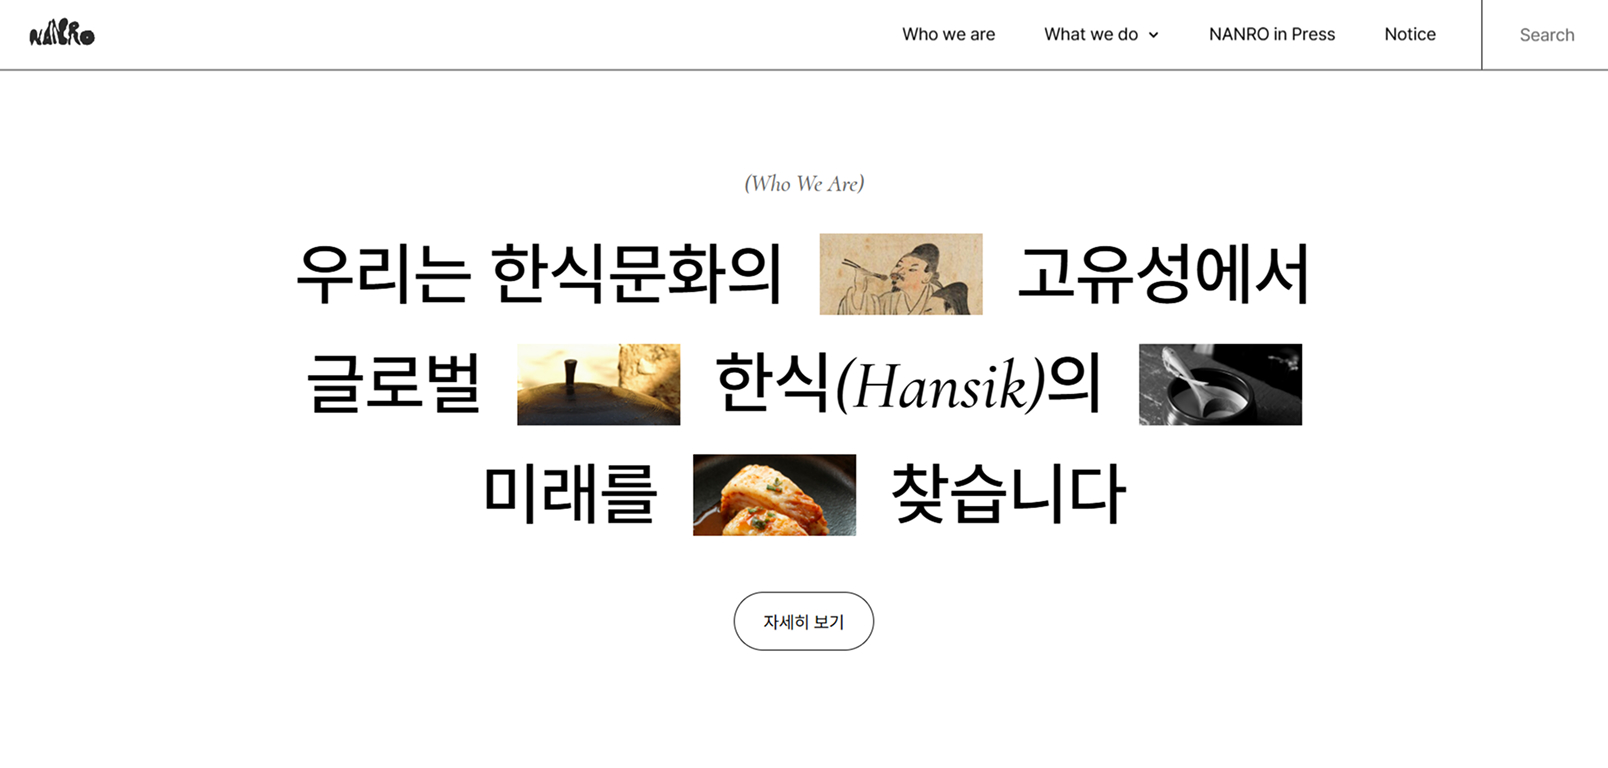 NANRO
Who we are
What we do
NANRO in Press
Notice
Search
(Who We Are)
우리는 한식문화의 고유성에서
글로벌 한식(Hansik)의
미래를 찾습니다
자세히 보기